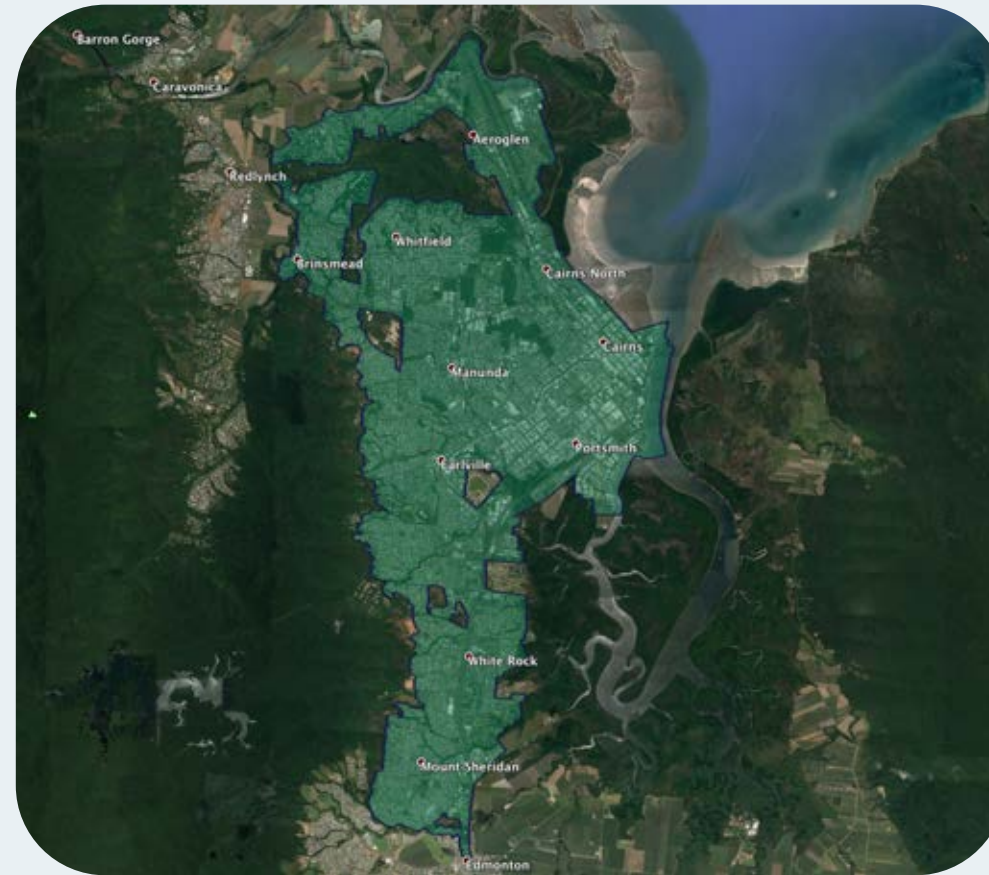 Barron Gorge
Caravonica
Aeroglen
Redlynch
Whitfield
Brinsmead
Cairns North
Cairns
Manunda
Portsmith
Earlville
White Rock
Mount Sheridan
Edmonton